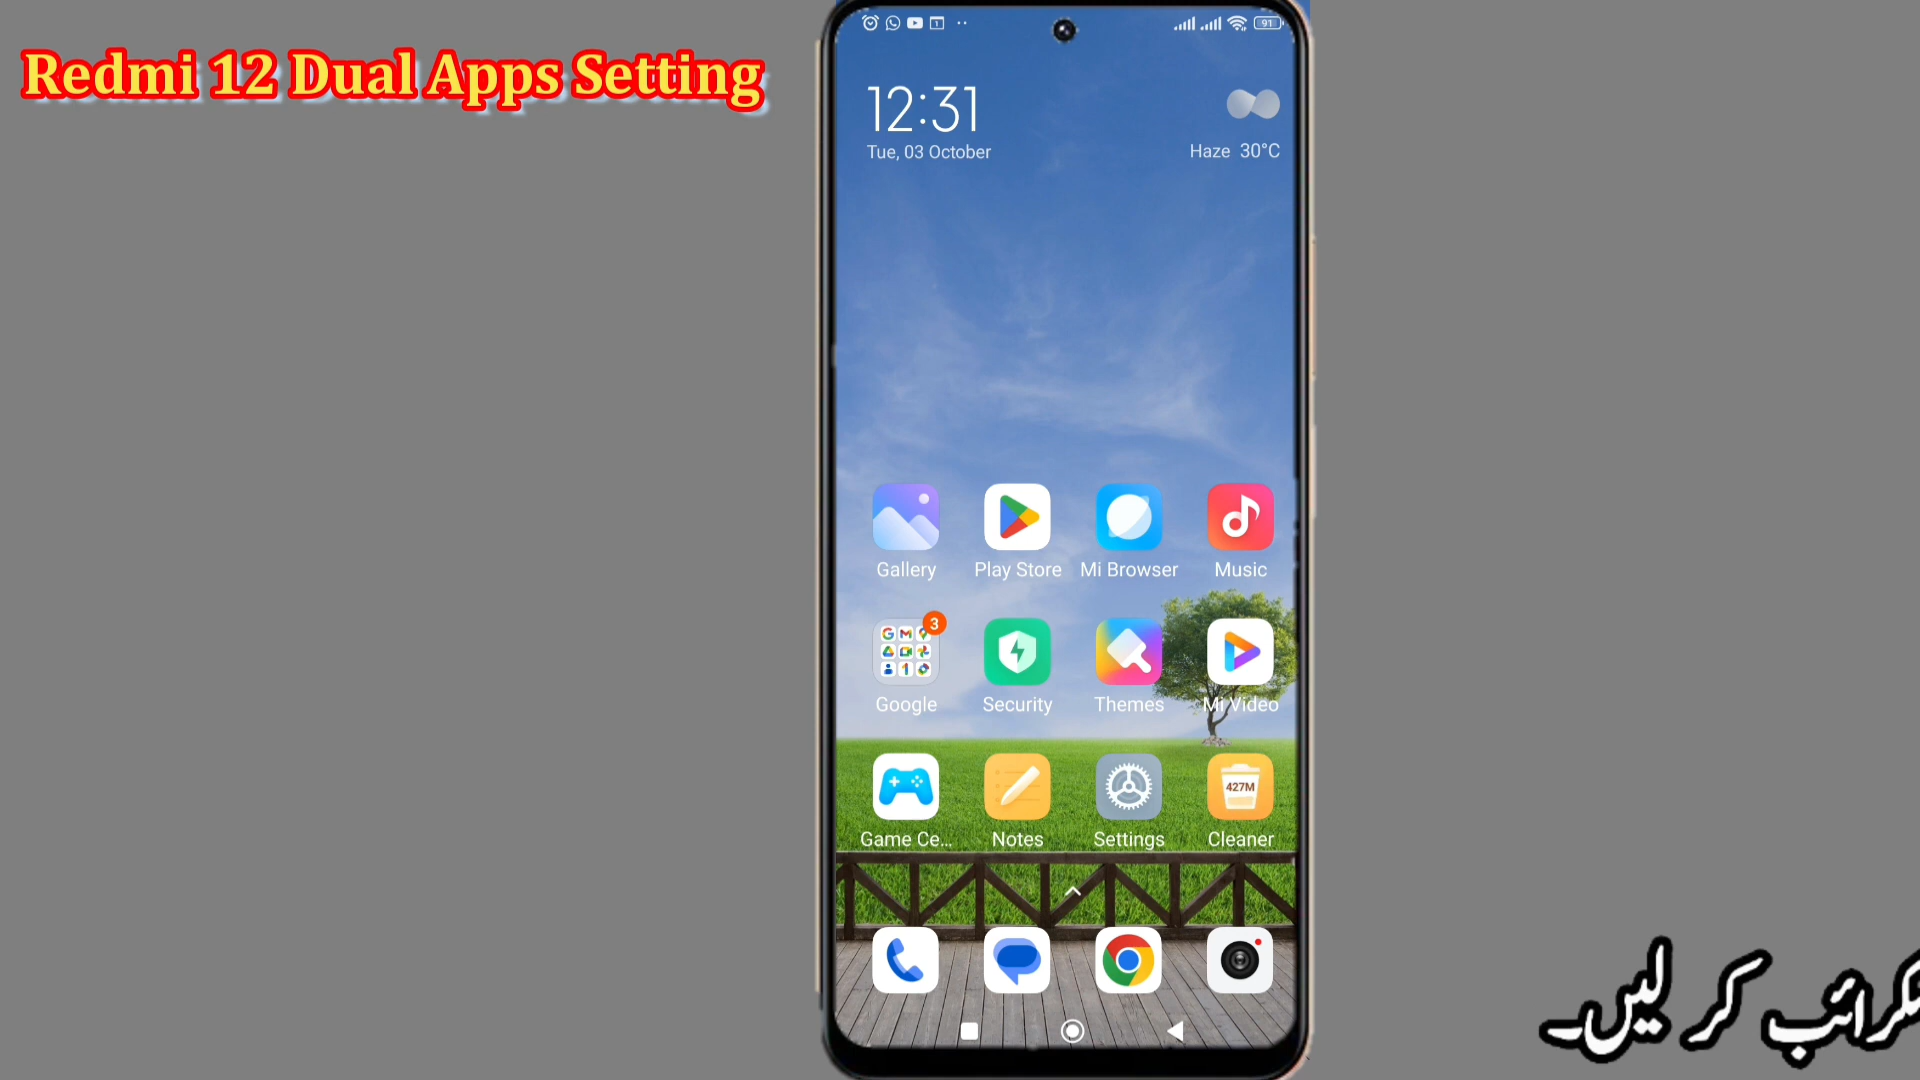 Redmi 12 Dual Apps Setting
91
12:31
Tue, 03 October
Haze 30°C
Gallery Play Store Mi Browser Music
3
Google Security Themes Mi Video
427M
Game Ce... Notes Settings Cleaner
کر لیں۔